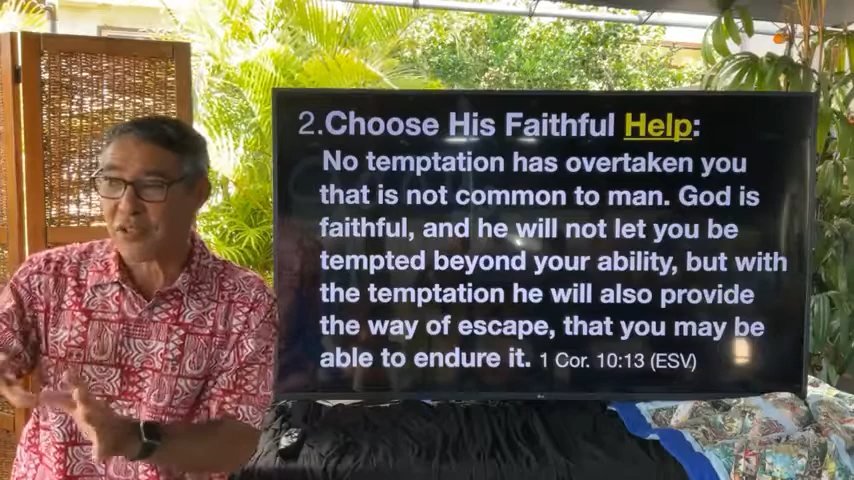 2.Choose His Faithful Help:
No temptation has overtaken you
that is not common to man. God is
faithful, and he will not let you be
tempted beyond your ability, but with
the temptation he will also provide
the way of escape, that you may be
able to endure it. 1 Cor. 10:13 (ESV)
LG